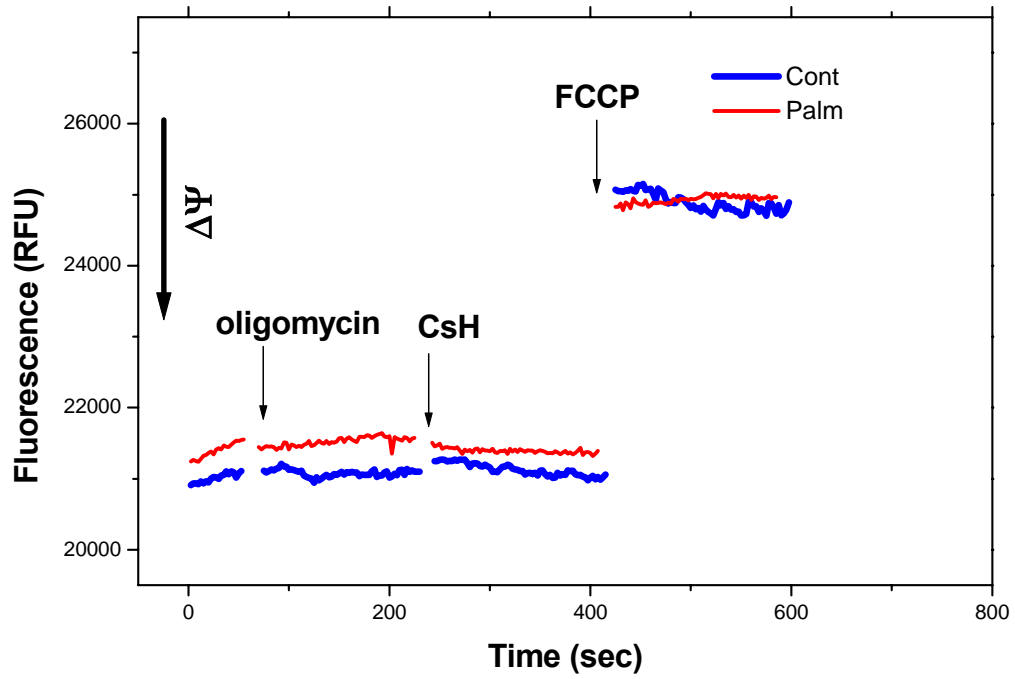 Cont
Palm
FCCP
ΔΨ
oligomycin
CsH
Fluorescence (RFU)
26000
24000
22000
20000
0
200
400
600
800
Time (sec)